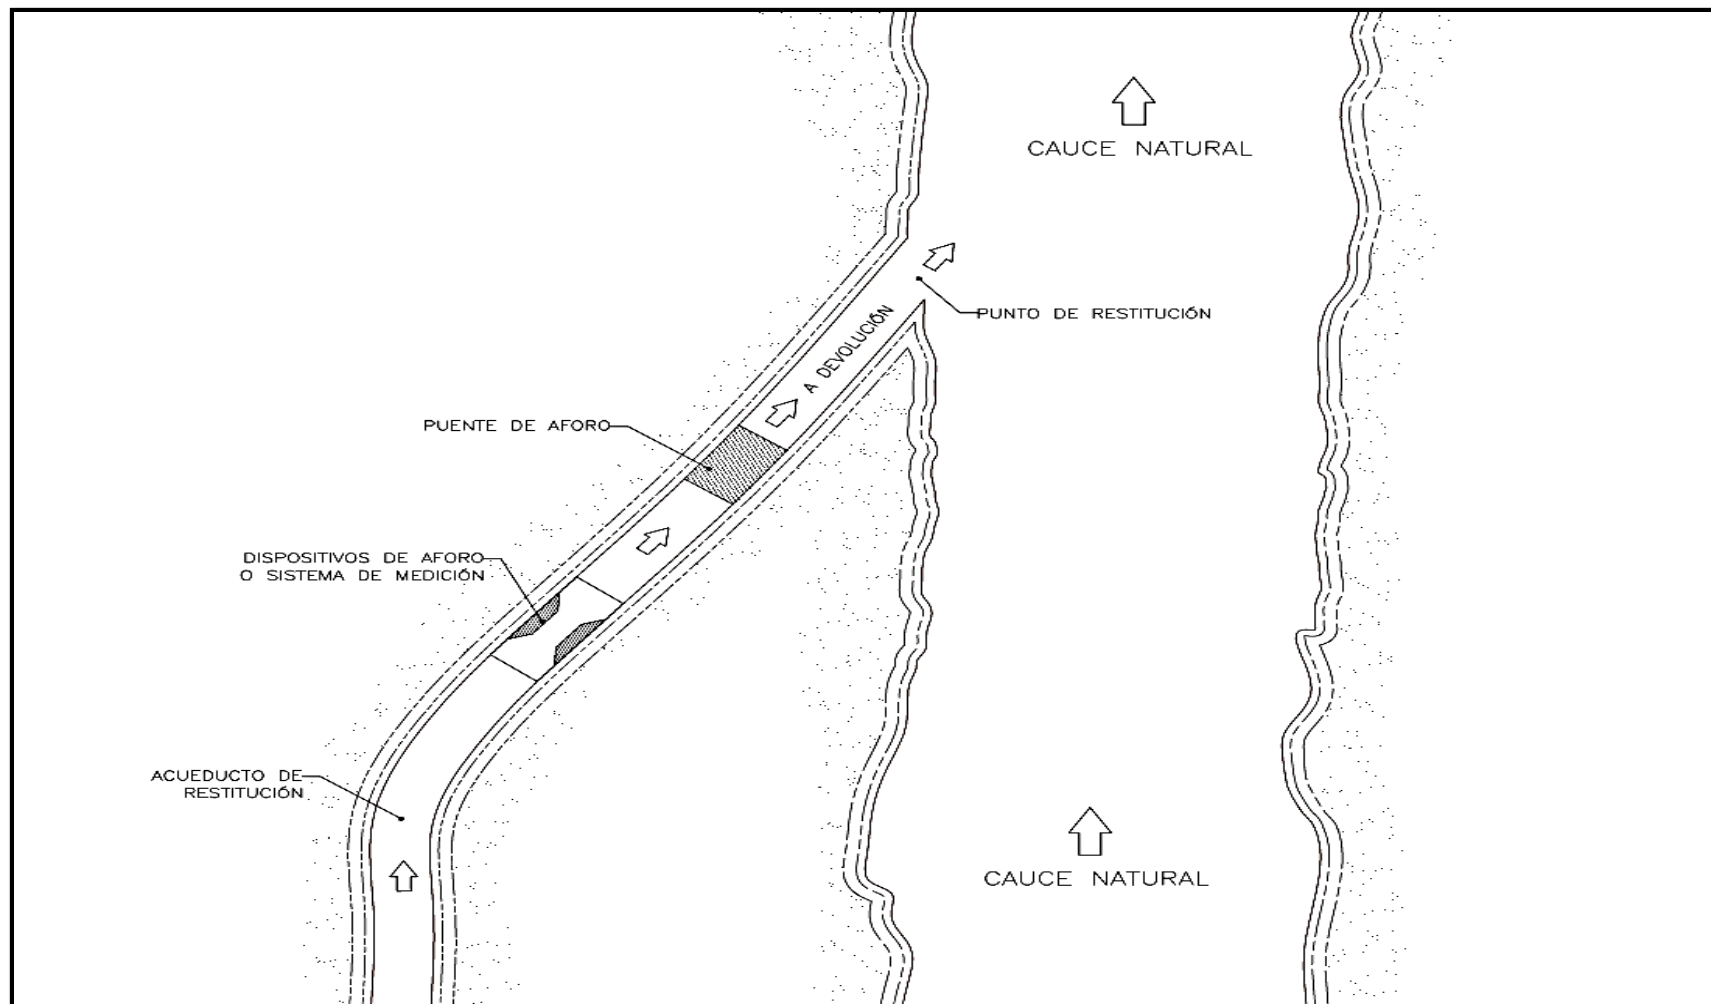 CAUCE NATURAL
PUNTO DE RESTITUCIÓN
A DEVOLUCIÓN
PUENTE DE AFORO
DISPOSITIVOS DE AFORO
O SISTEMA DE MEDICIÓN
ACUEDUCTO DE
RESTITUCIÓN
CAUCE NATURAL